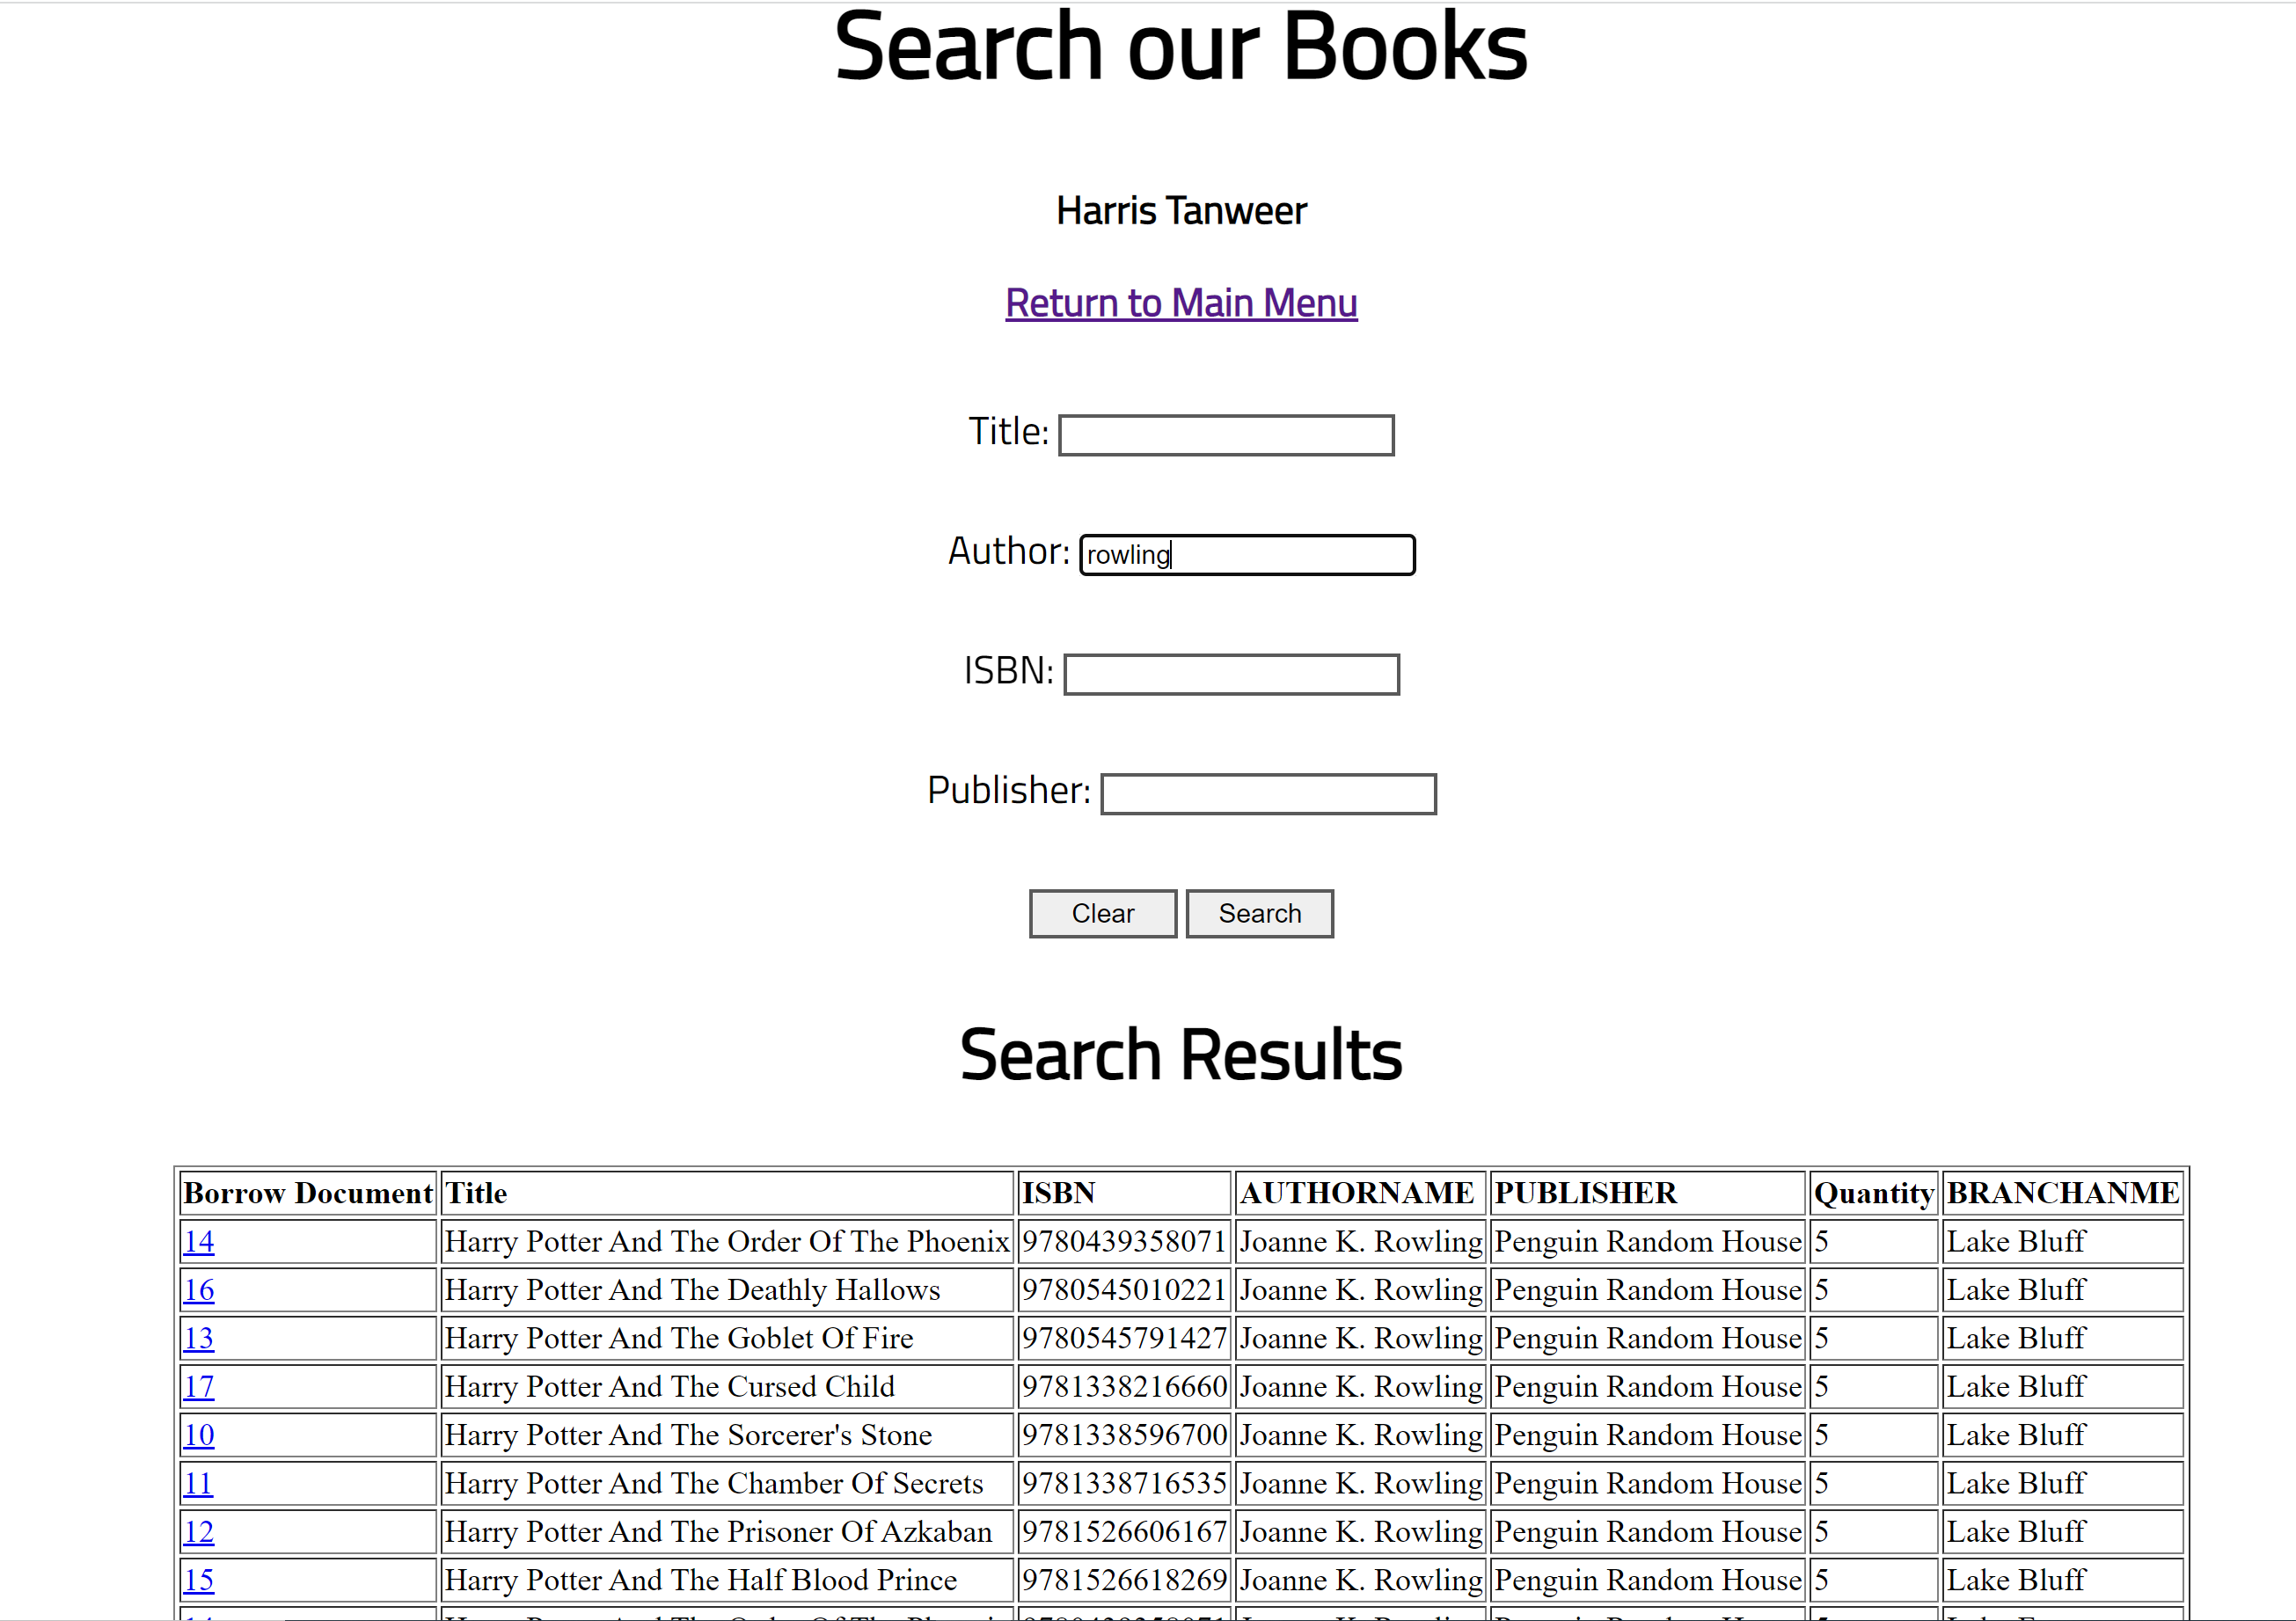 Search our Books
Harris Tanweer
Return to Main Menu
Title:
Author: rowling
ISBN:
Publisher:
Clear Search
Search Results
Borrow Document Title ISBN AUTHORNAME PUBLISHER Quantity BRANCHANME
14 Harry Potter And The Order Of The Phoenix 9780439358071 Joanne K. Rowling Penguin Random House 5 Lake Bluff
16 Harry Potter And The Deathly Hallows 9780545010221 Joanne K. Rowling Penguin Random House 5 Lake Bluff
13 Harry Potter And The Goblet Of Fire 9780545791427 Joanne K. Rowling Penguin Random House 5 Lake Bluff
17 Harry Potter And The Cursed Child 9781338216660 Joanne K. Rowling Penguin Random House 5 Lake Bluff
10 Harry Potter And The Sorcerer's Stone 9781338596700 Joanne K. Rowling Penguin Random House 5 Lake Bluff
11 Harry Potter And The Chamber Of Secrets 9781338716535 Joanne K. Rowling Penguin Random House 5 Lake Bluff
12 Harry Potter And The Prisoner Of Azkaban 9781526606167 Joanne K. Rowling Penguin Random House 5 Lake Bluff
15 Harry Potter And The Half Blood Prince 9781526618269 Joanne K. Rowling Penguin Random House 5 Lake Bluff